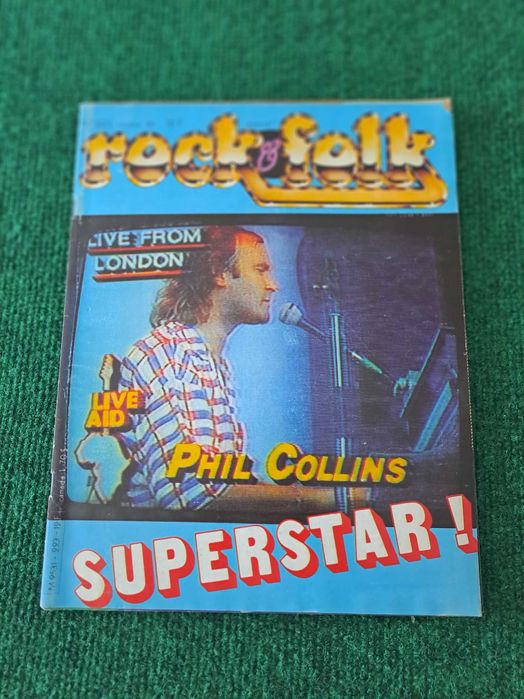 rock & folk
LIVE FROM
LONDON
LIVE
AID
PHIL COLLINS
SUPERSTAR !